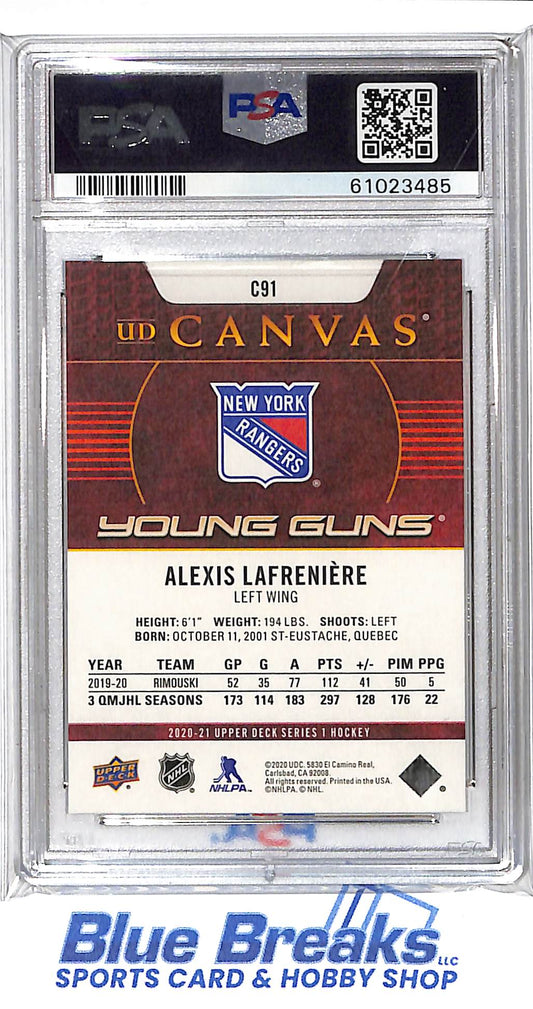 PSA
PSA
61023485
C91
UD CANVAS®
NEW YORK
RANGERS
®
YOUNG GUNS®
ALEXIS LAFRENIÈRE
LEFT WING
HEIGHT: 6'1" WEIGHT: 194 LBS. SHOOTS: LEFT
BORN: OCTOBER 11, 2001 ST-EUSTACHE, QUEBEC
YEAR TEAM GP G A PTS +/- PIM PPG
2019-20 RIMOUSKI 52 35 77 112 41 50 5
3 QMJHL SEASONS 173 114 183 297 128 176 22
2020-21 UPPER DECK SERIES 1 HOCKEY
UPPER DECK
NHL
NHLPA
©2020 UDC. 5830 El Camino Real,
Carlsbad, CA 92008.
All rights reserved. Printed in the USA.
©NHLPA. © NHL.
PSA
Blue Breaks LLC
SPORTS CARD & HOBBY SHOP